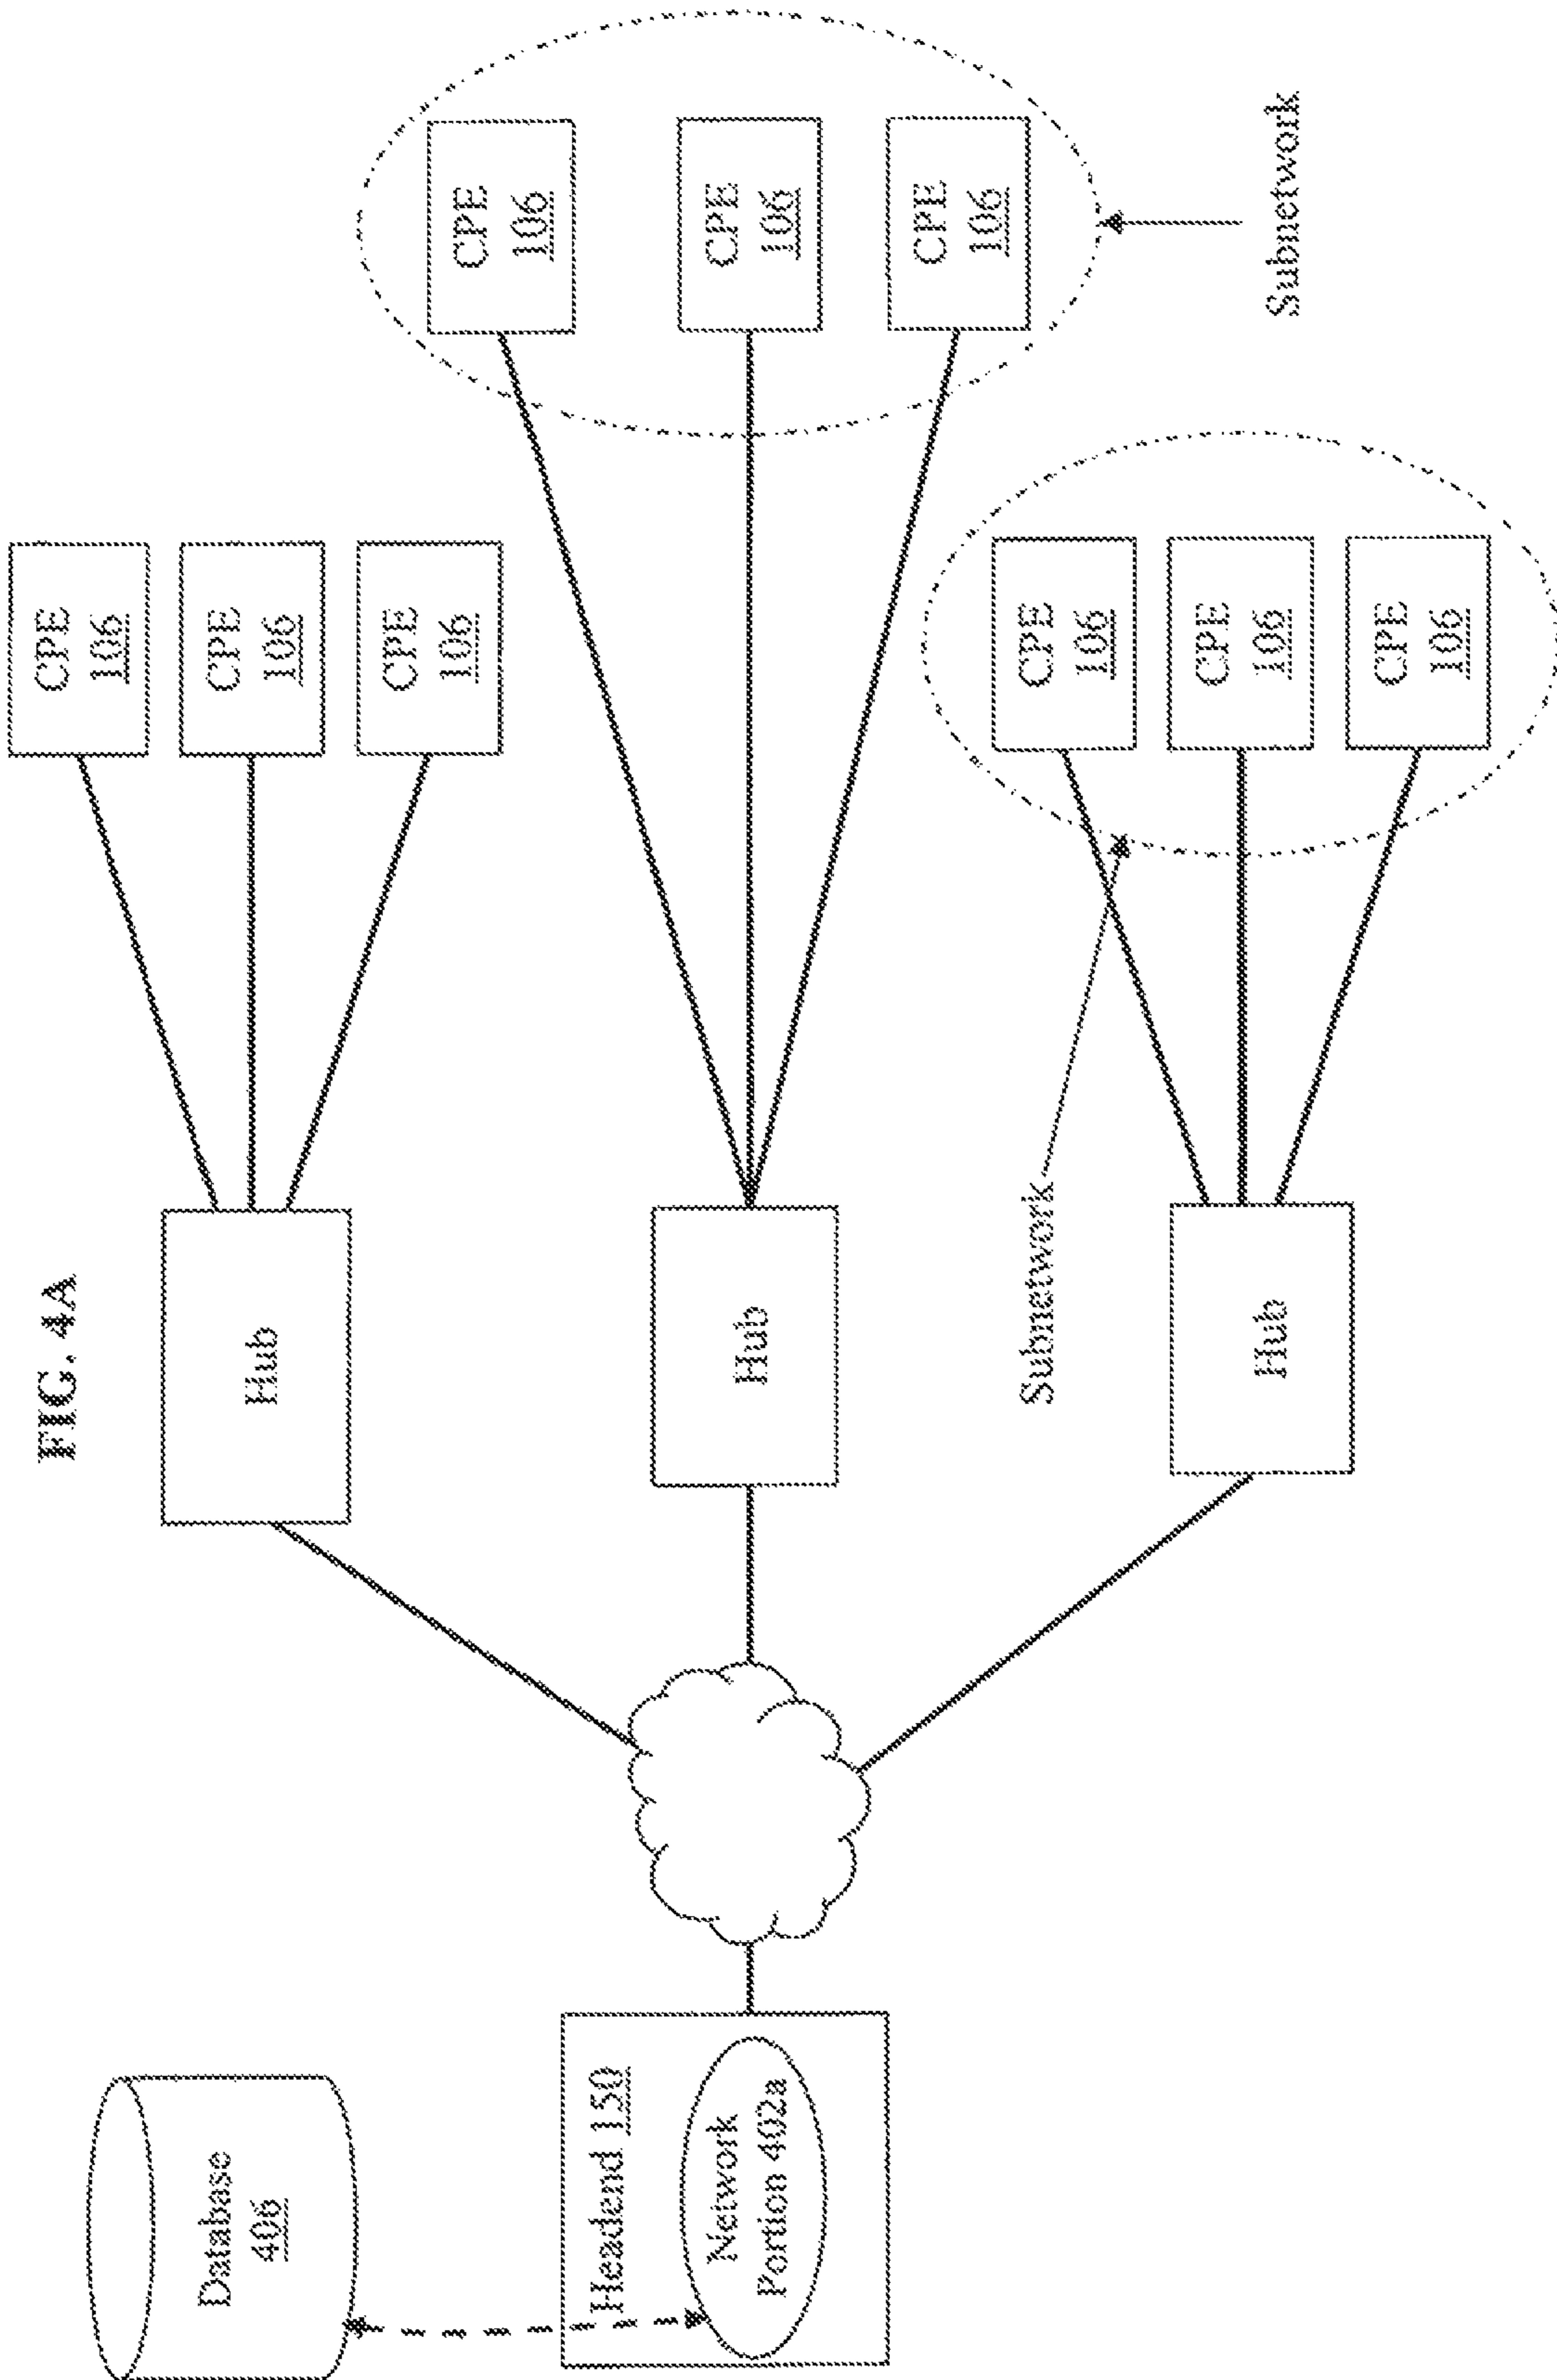 FIG. 4A
Database
406
Headend 150
Network
Portion 402a
Hub
Hub
Hub
CPE
106
CPE
106
CPE
106
CPE
106
CPE
106
CPE
106
Subnetwork
Subnetwork
CPE
106
CPE
106
CPE
106